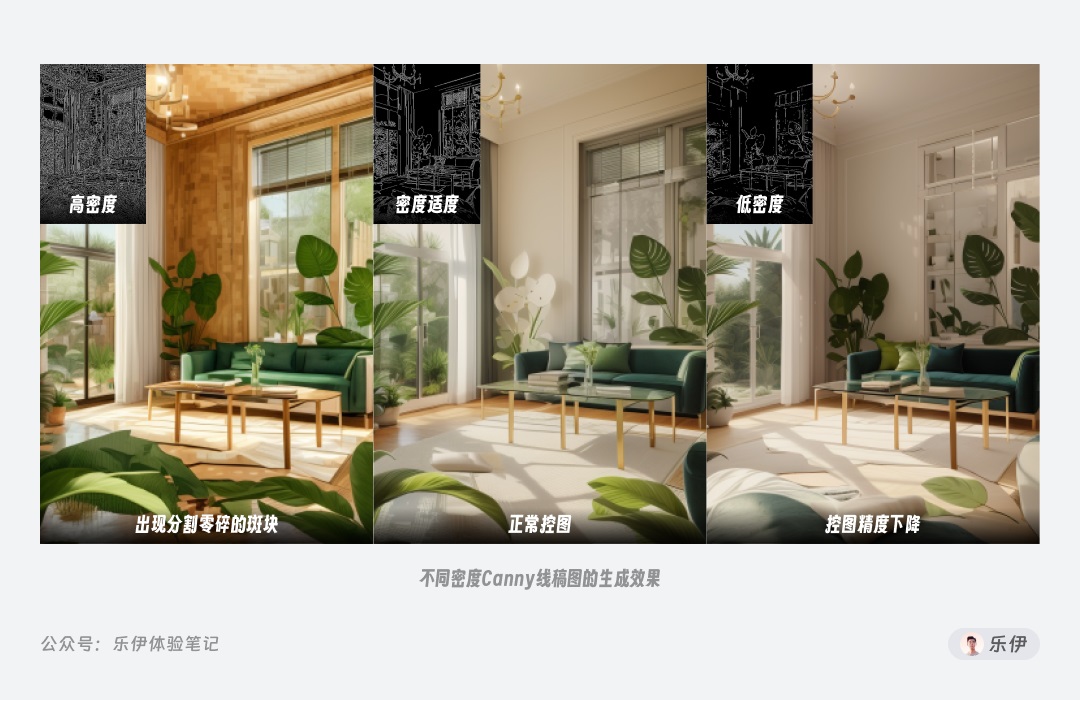 高密度
密度适度
低密度
出现分割零碎的斑块
正常控图
控图精度下降
不同密度Canny线稿图的生成效果
公众号：乐伊体验笔记
乐伊